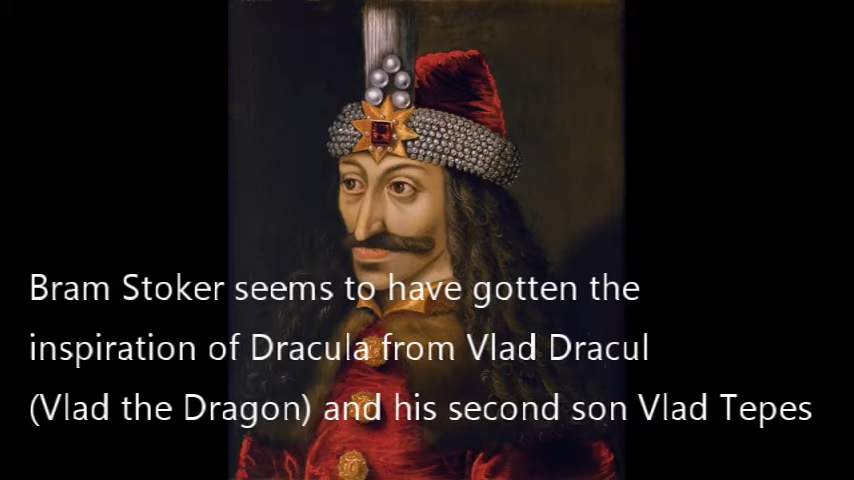 Bram Stoker seems to have gotten the
inspiration of Dracula from Vlad Dracul
(Vlad the Dragon) and his second son Vlad Tepes